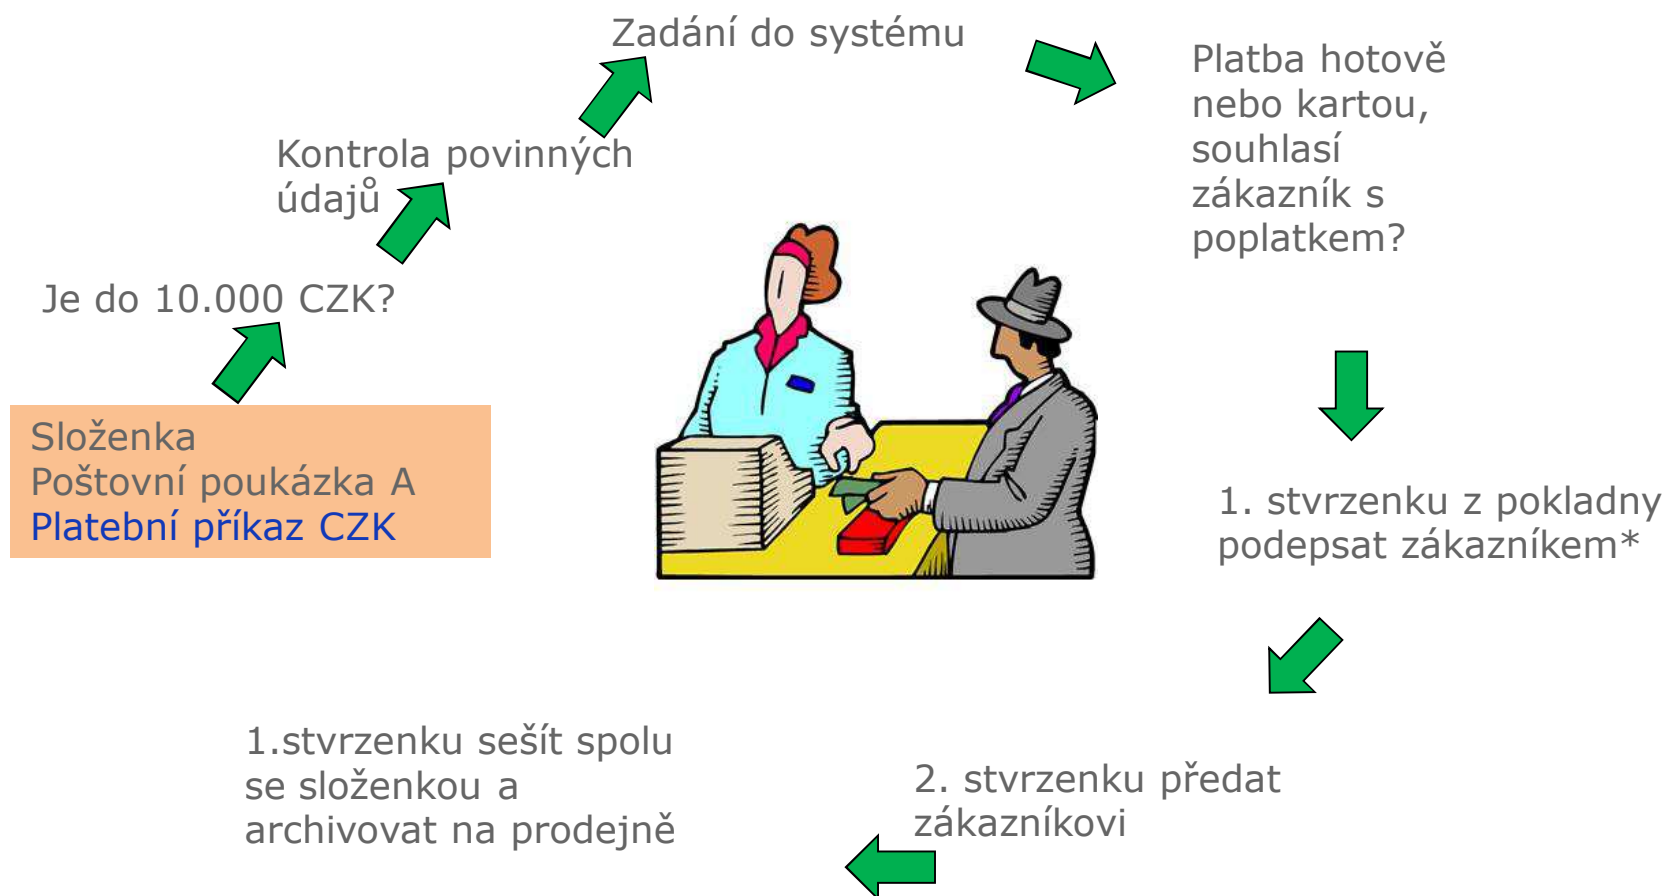 Složenka
Poštovní poukázka A
Platební příkaz CZK
Je do 10.000 CZK?
Kontrola povinných
údajů
Zadání do systému
Platba hotově
nebo kartou,
souhlasí
zákazník s
poplatkem?
1. stvrzenku z pokladny
podepsat zákazníkem*
2. stvrzenku předat
zákazníkovi
1.stvrzenku sešít spolu
se složenkou a
archivovat na prodejně